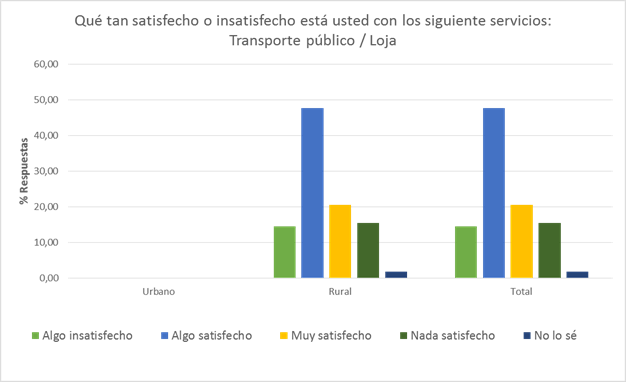 Qué tan satisfecho o insatisfecho está usted con los siguiente servicios:
Transporte público / Loja
60,00
50,00
40,00
30,00
20,00
10,00
0,00
% Respuestas
Urbano Rural Total
Algo insatisfecho Algo satisfecho Muy satisfecho Nada satisfecho No lo sé